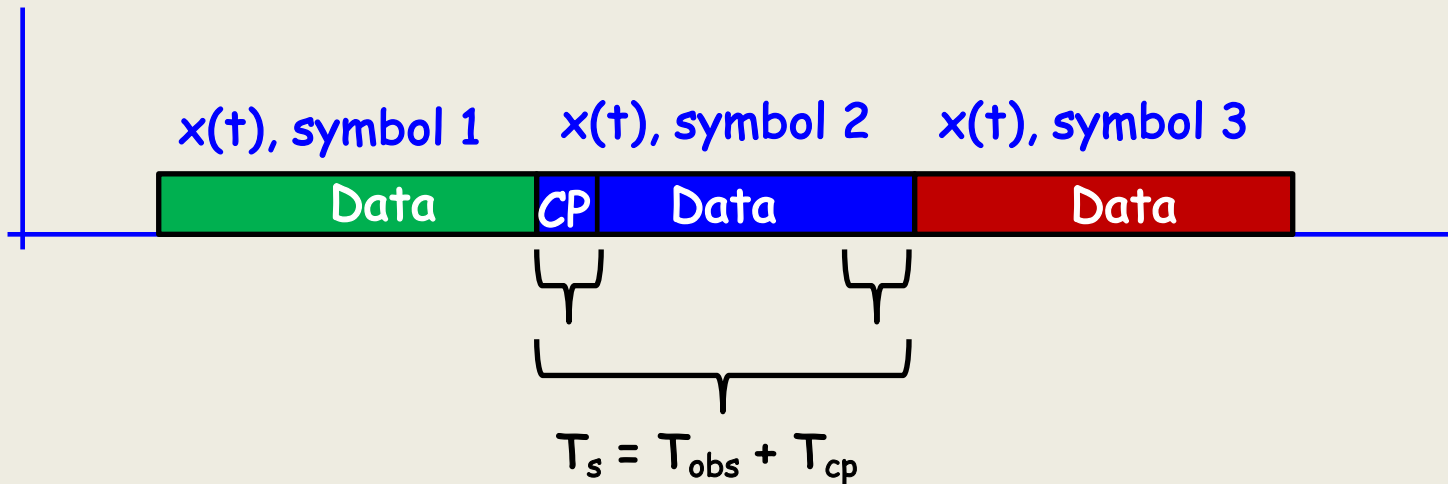 x(t), symbol 1 x(t), symbol 2 x(t), symbol 3
Data CP Data Data
Ts = Tobs + Tcp